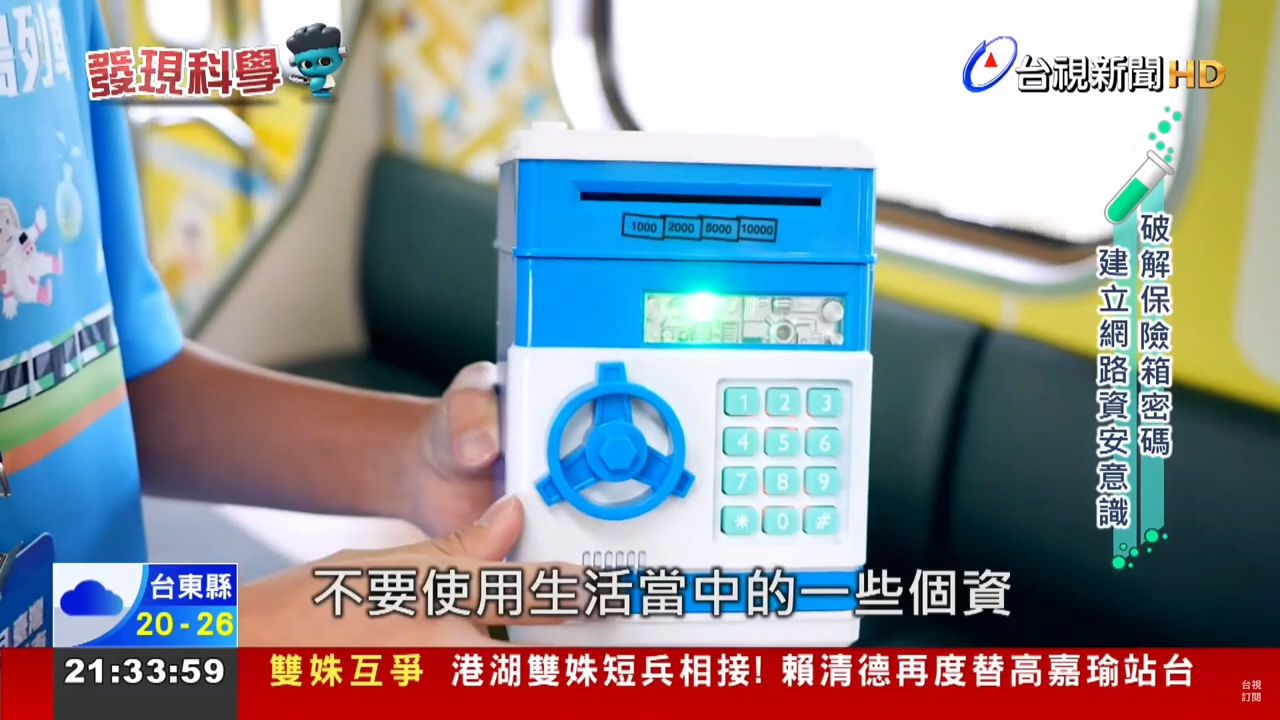 島列車
發現科學
台視新聞HD
破解保險箱密碼
建立網路資安意識
1000 2000 5000 10000
1 2 3
4 5 6
7 8 9
* 0 #
不要使用生活當中的一些個資
台東縣
20-26
21:33:59
雙姝互爭 港湖雙姝短兵相接! 賴清德再度替高嘉瑜站台
台視
訂閱